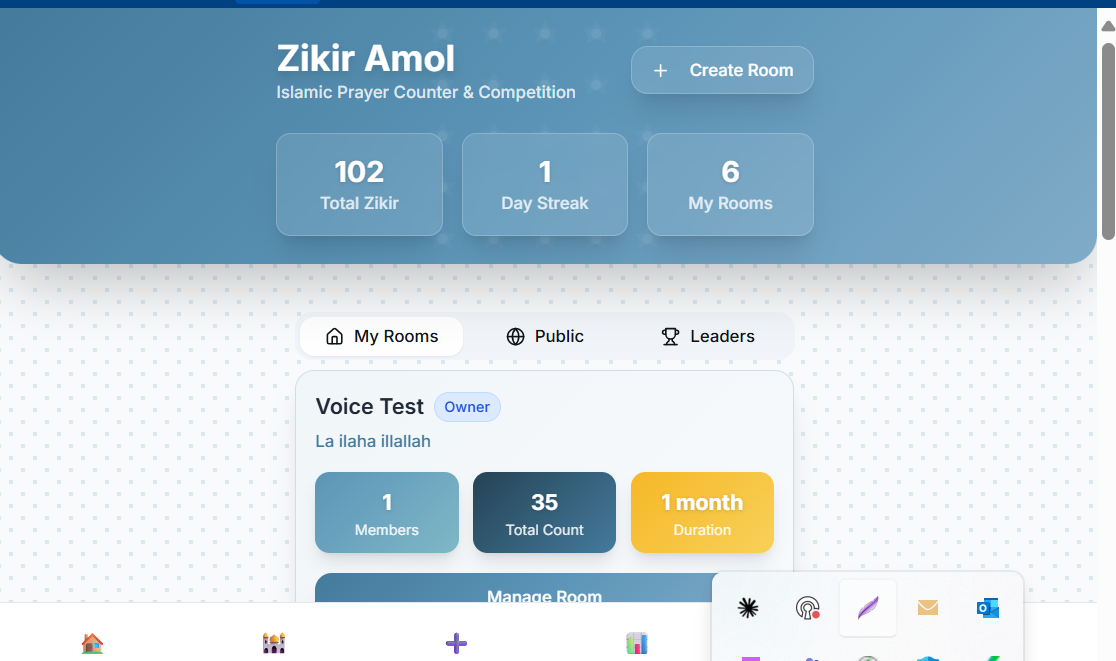 Zikir Amol
Islamic Prayer Counter & Competition
+ Create Room
102
Total Zikir
1
Day Streak
6
My Rooms
My Rooms
Public
Leaders
Voice Test
Owner
La ilaha illallah
1
Members
35
Total Count
1 month
Duration
Manage Room